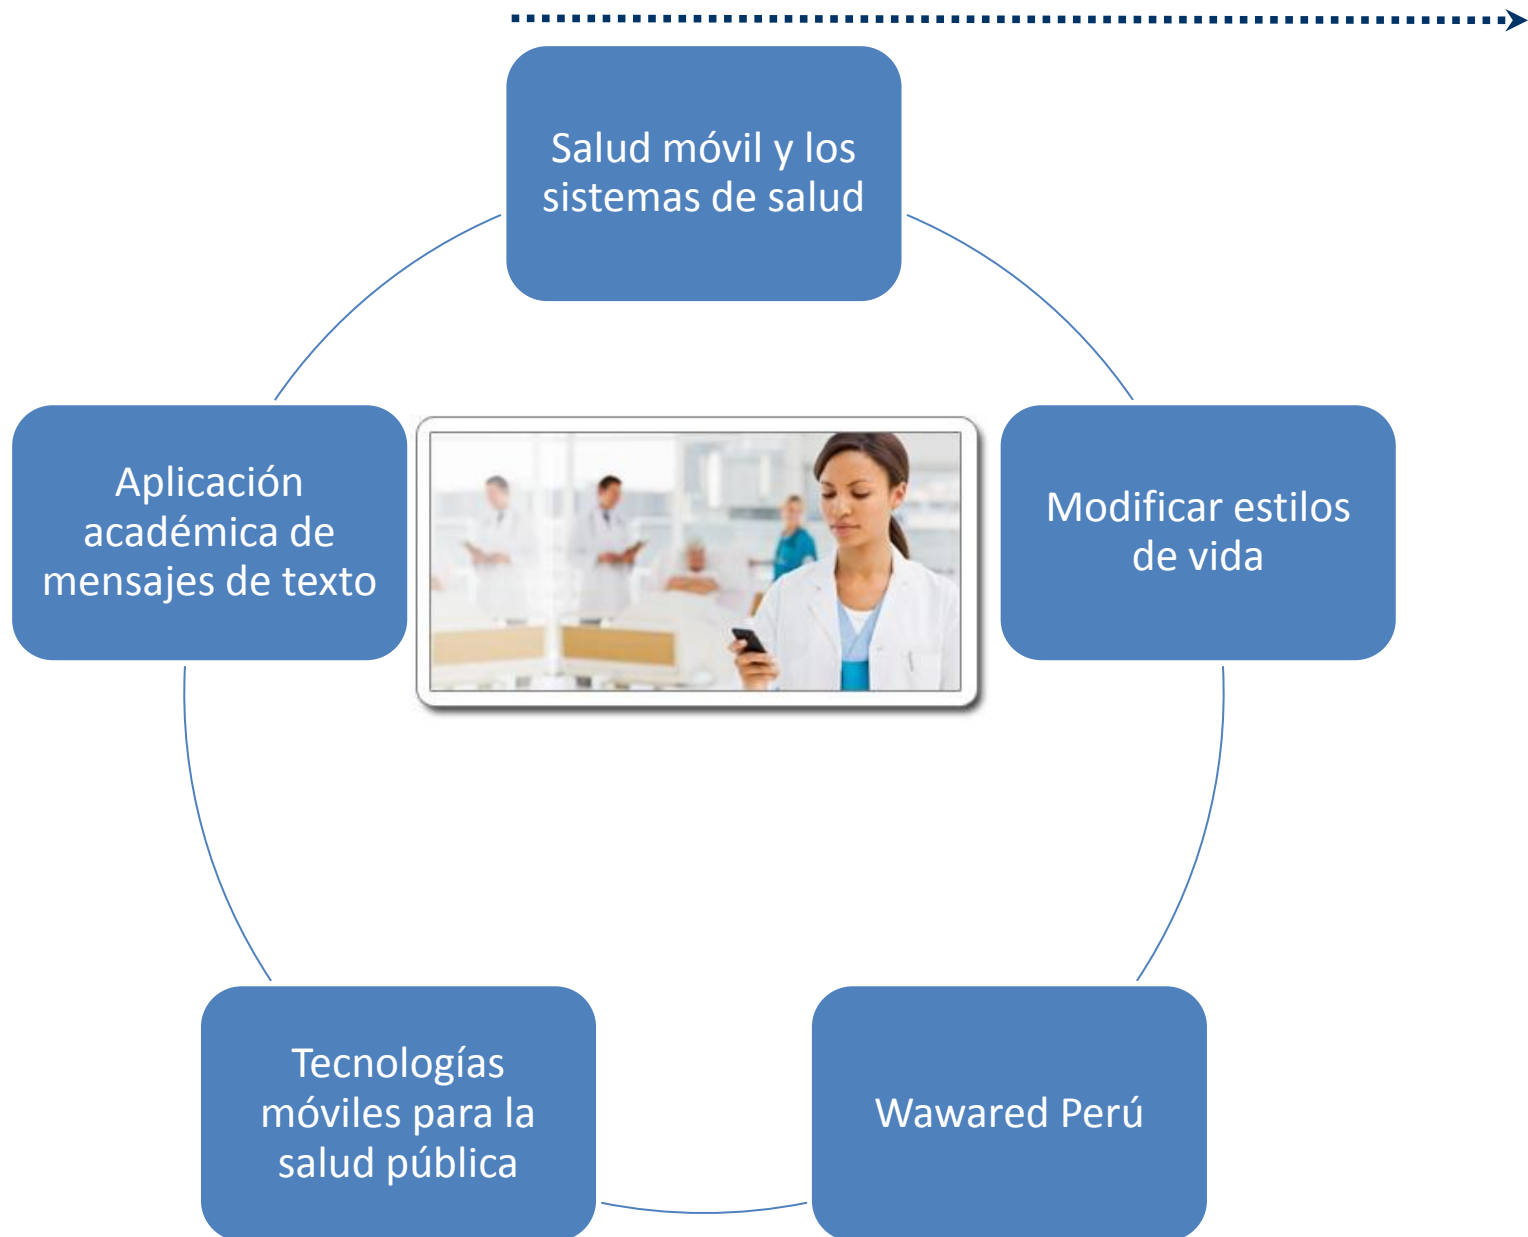 Salud móvil y los
sistemas de salud
Modificar estilos
de vida
Wawared Perú
Tecnologías
móviles para la
salud pública
Aplicación
académica de
mensajes de texto